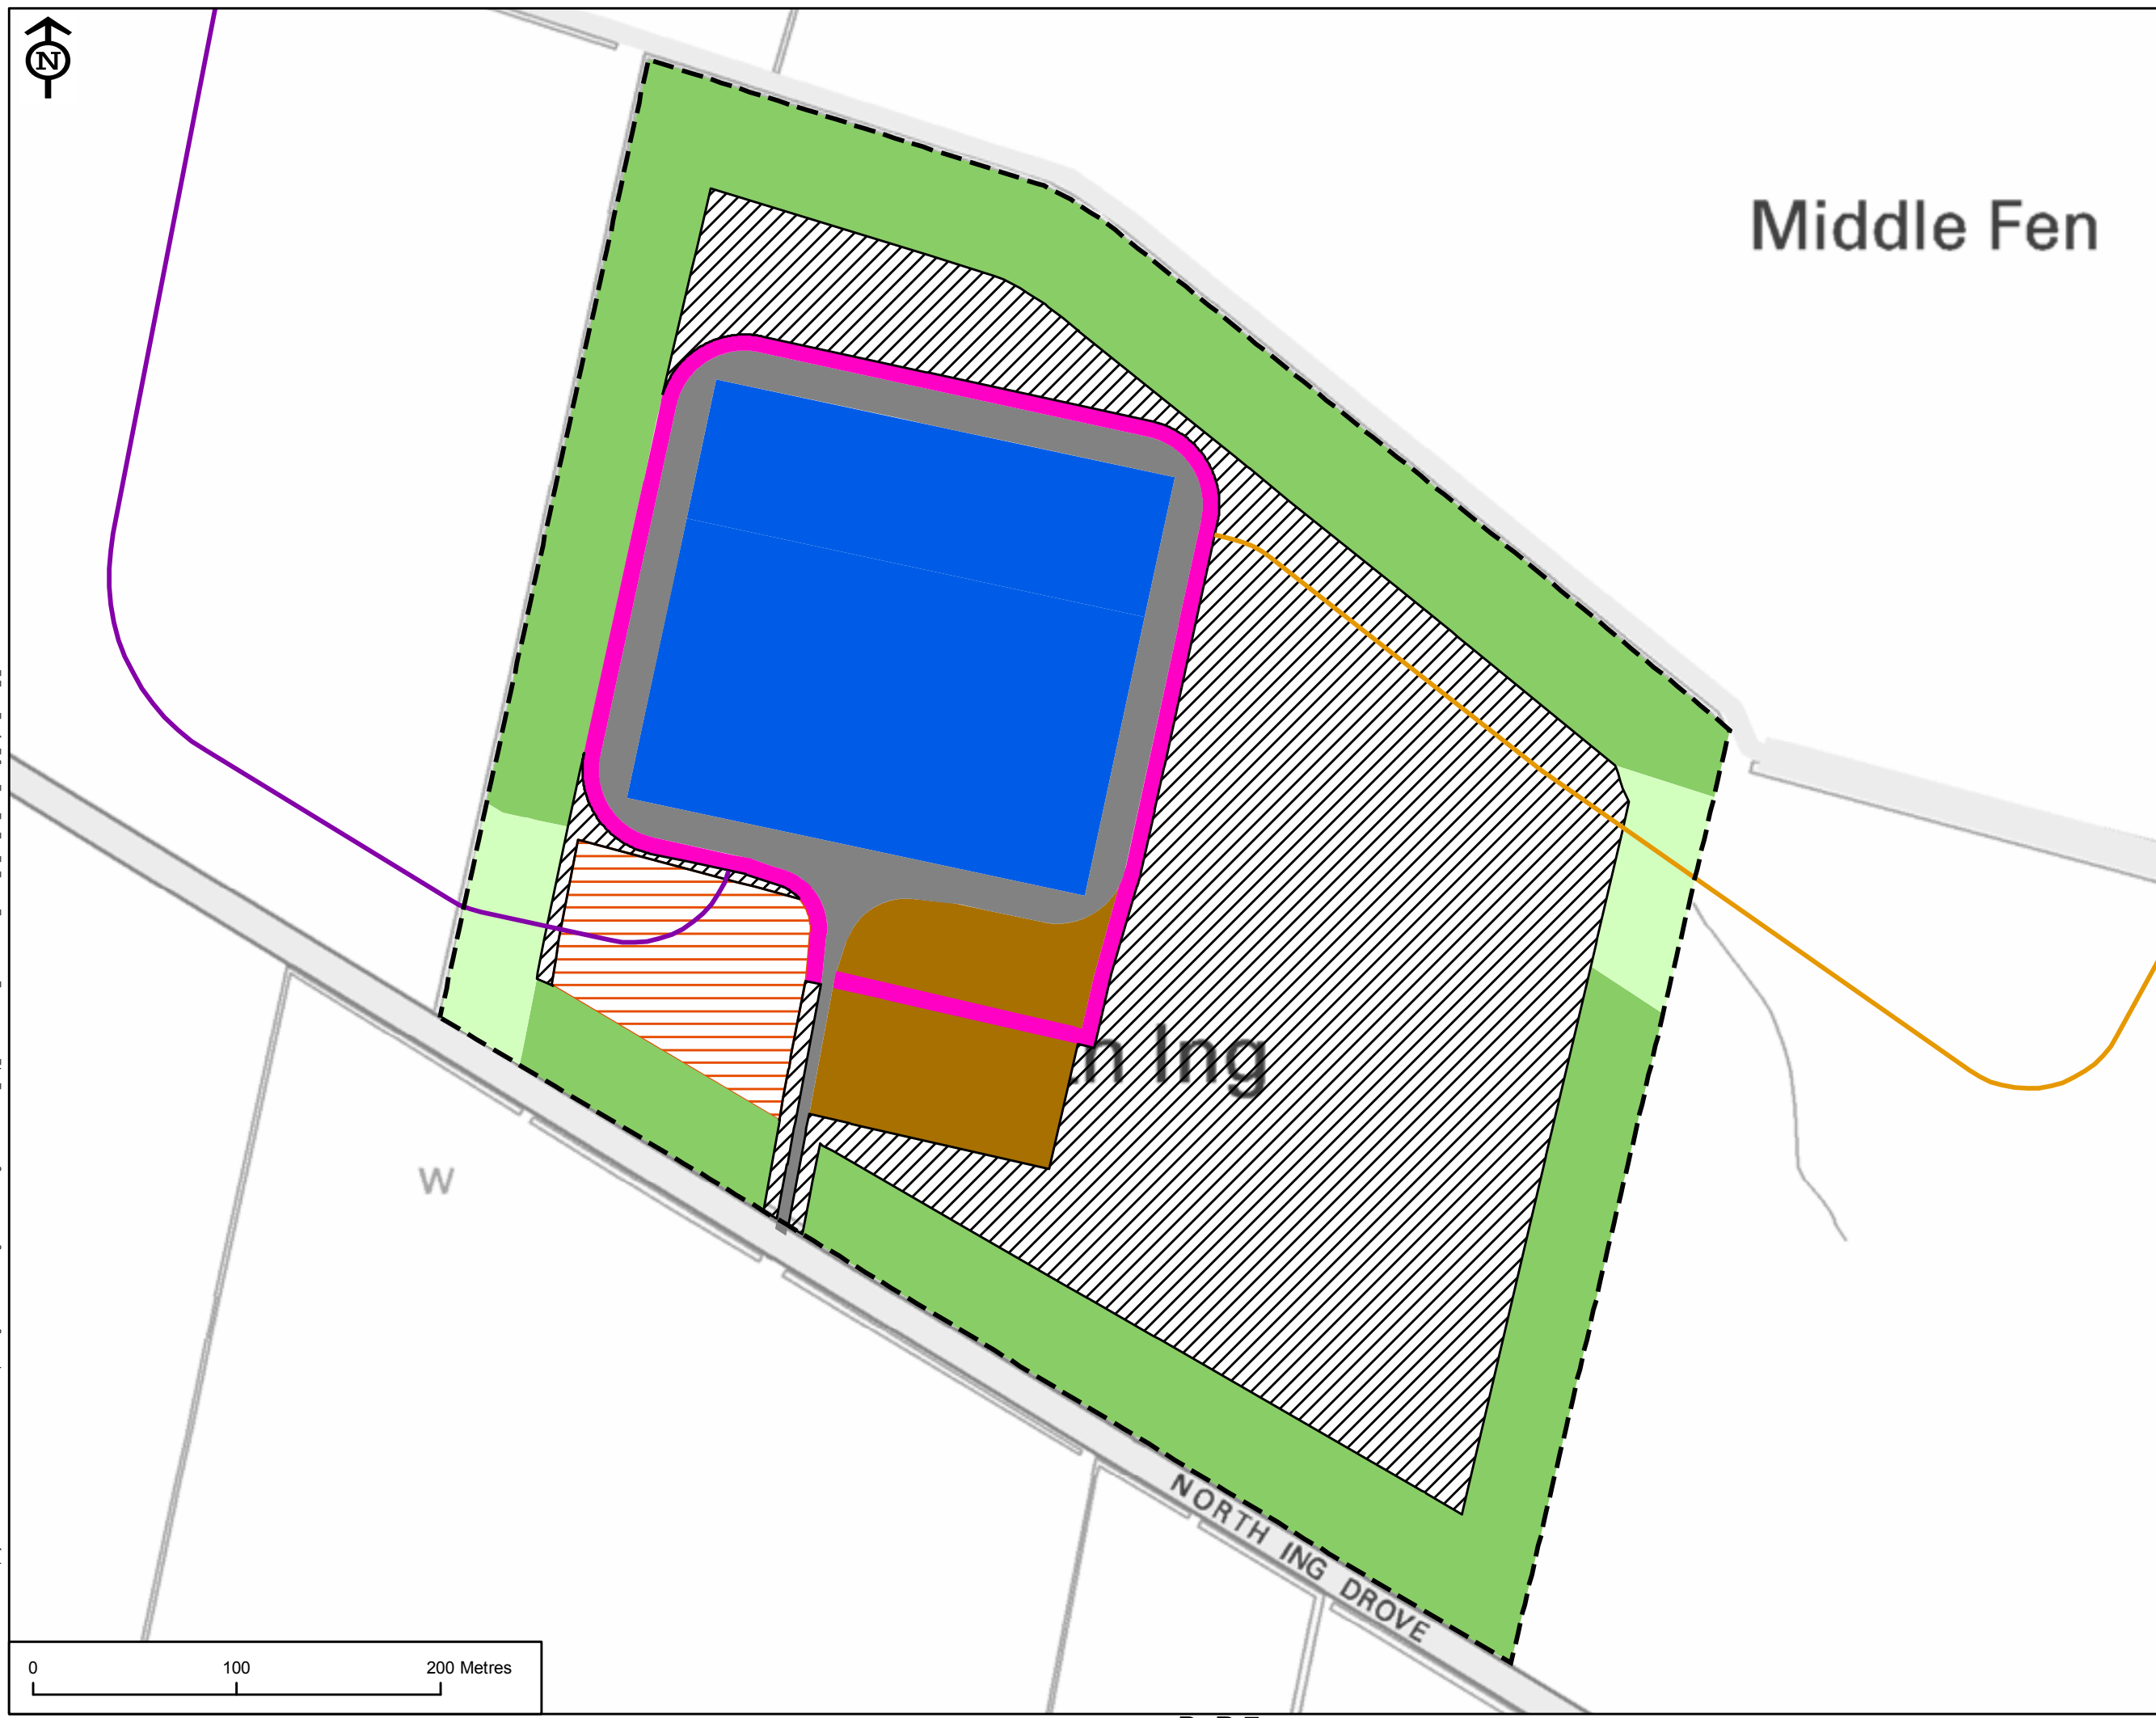 N
Middle Fen
Ing
W
NORTH ING DROVE
0 100 200 Metres